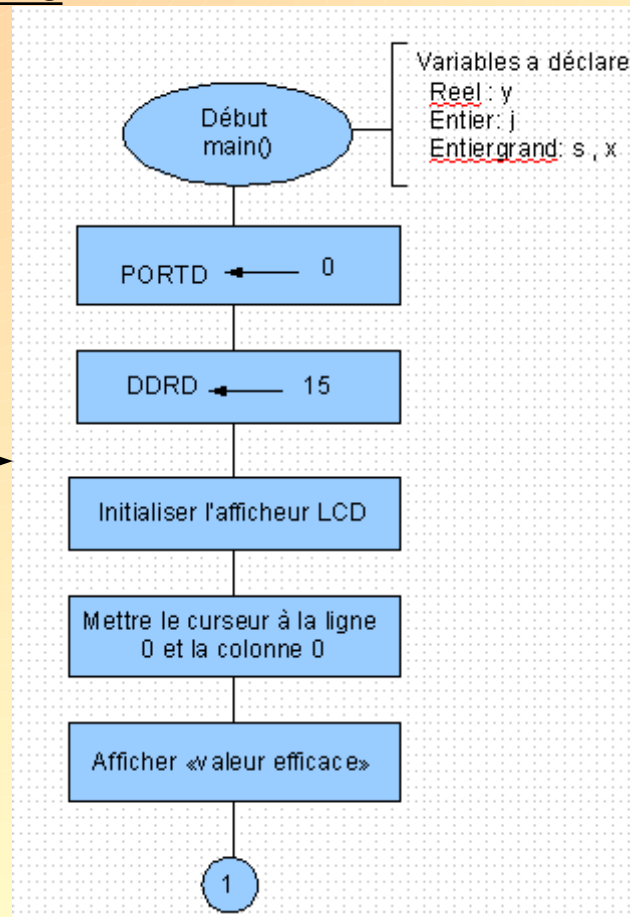 Début
main()
Variables a déclare
Reel : y
Entier: j
Entiergrand: s , x
PORTD 0
DDRD 15
Initialiser l'afficheur LCD
Mettre le curseur à la ligne
0 et la colonne 0
Afficher «valeur efficace»
1